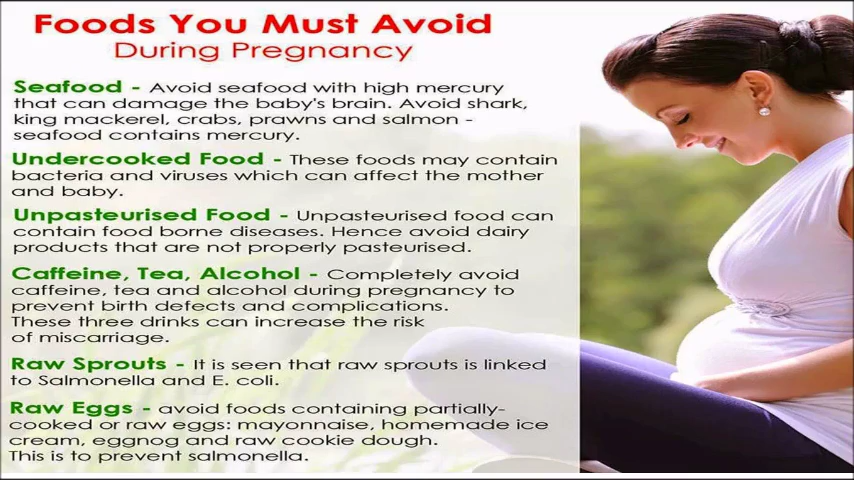 Foods You Must Avoid
During Pregnancy
Seafood - Avoid seafood with high mercury
that can damage the baby's brain. Avoid shark,
king mackerel, crabs, prawns and salmon -
seafood contains mercury.
Undercooked Food - These foods may contain
bacteria and viruses which can affect the mother
and baby.
Unpasteurised Food - Unpasteurised food can
contain food borne diseases. Hence avoid dairy
products that are not properly pasteurised.
Caffeine, Tea, Alcohol - Completely avoid
caffeine, tea and alcohol during pregnancy to
prevent birth defects and complications.
These three drinks can increase the risk
of miscarriage.
Raw Sprouts - It is seen that raw sprouts is linked
to Salmonella and E. coli.
Raw Eggs - avoid foods containing partially-
cooked or raw eggs: mayonnaise, homemade ice
cream, eggnog and raw cookie dough.
This is to prevent salmonella.